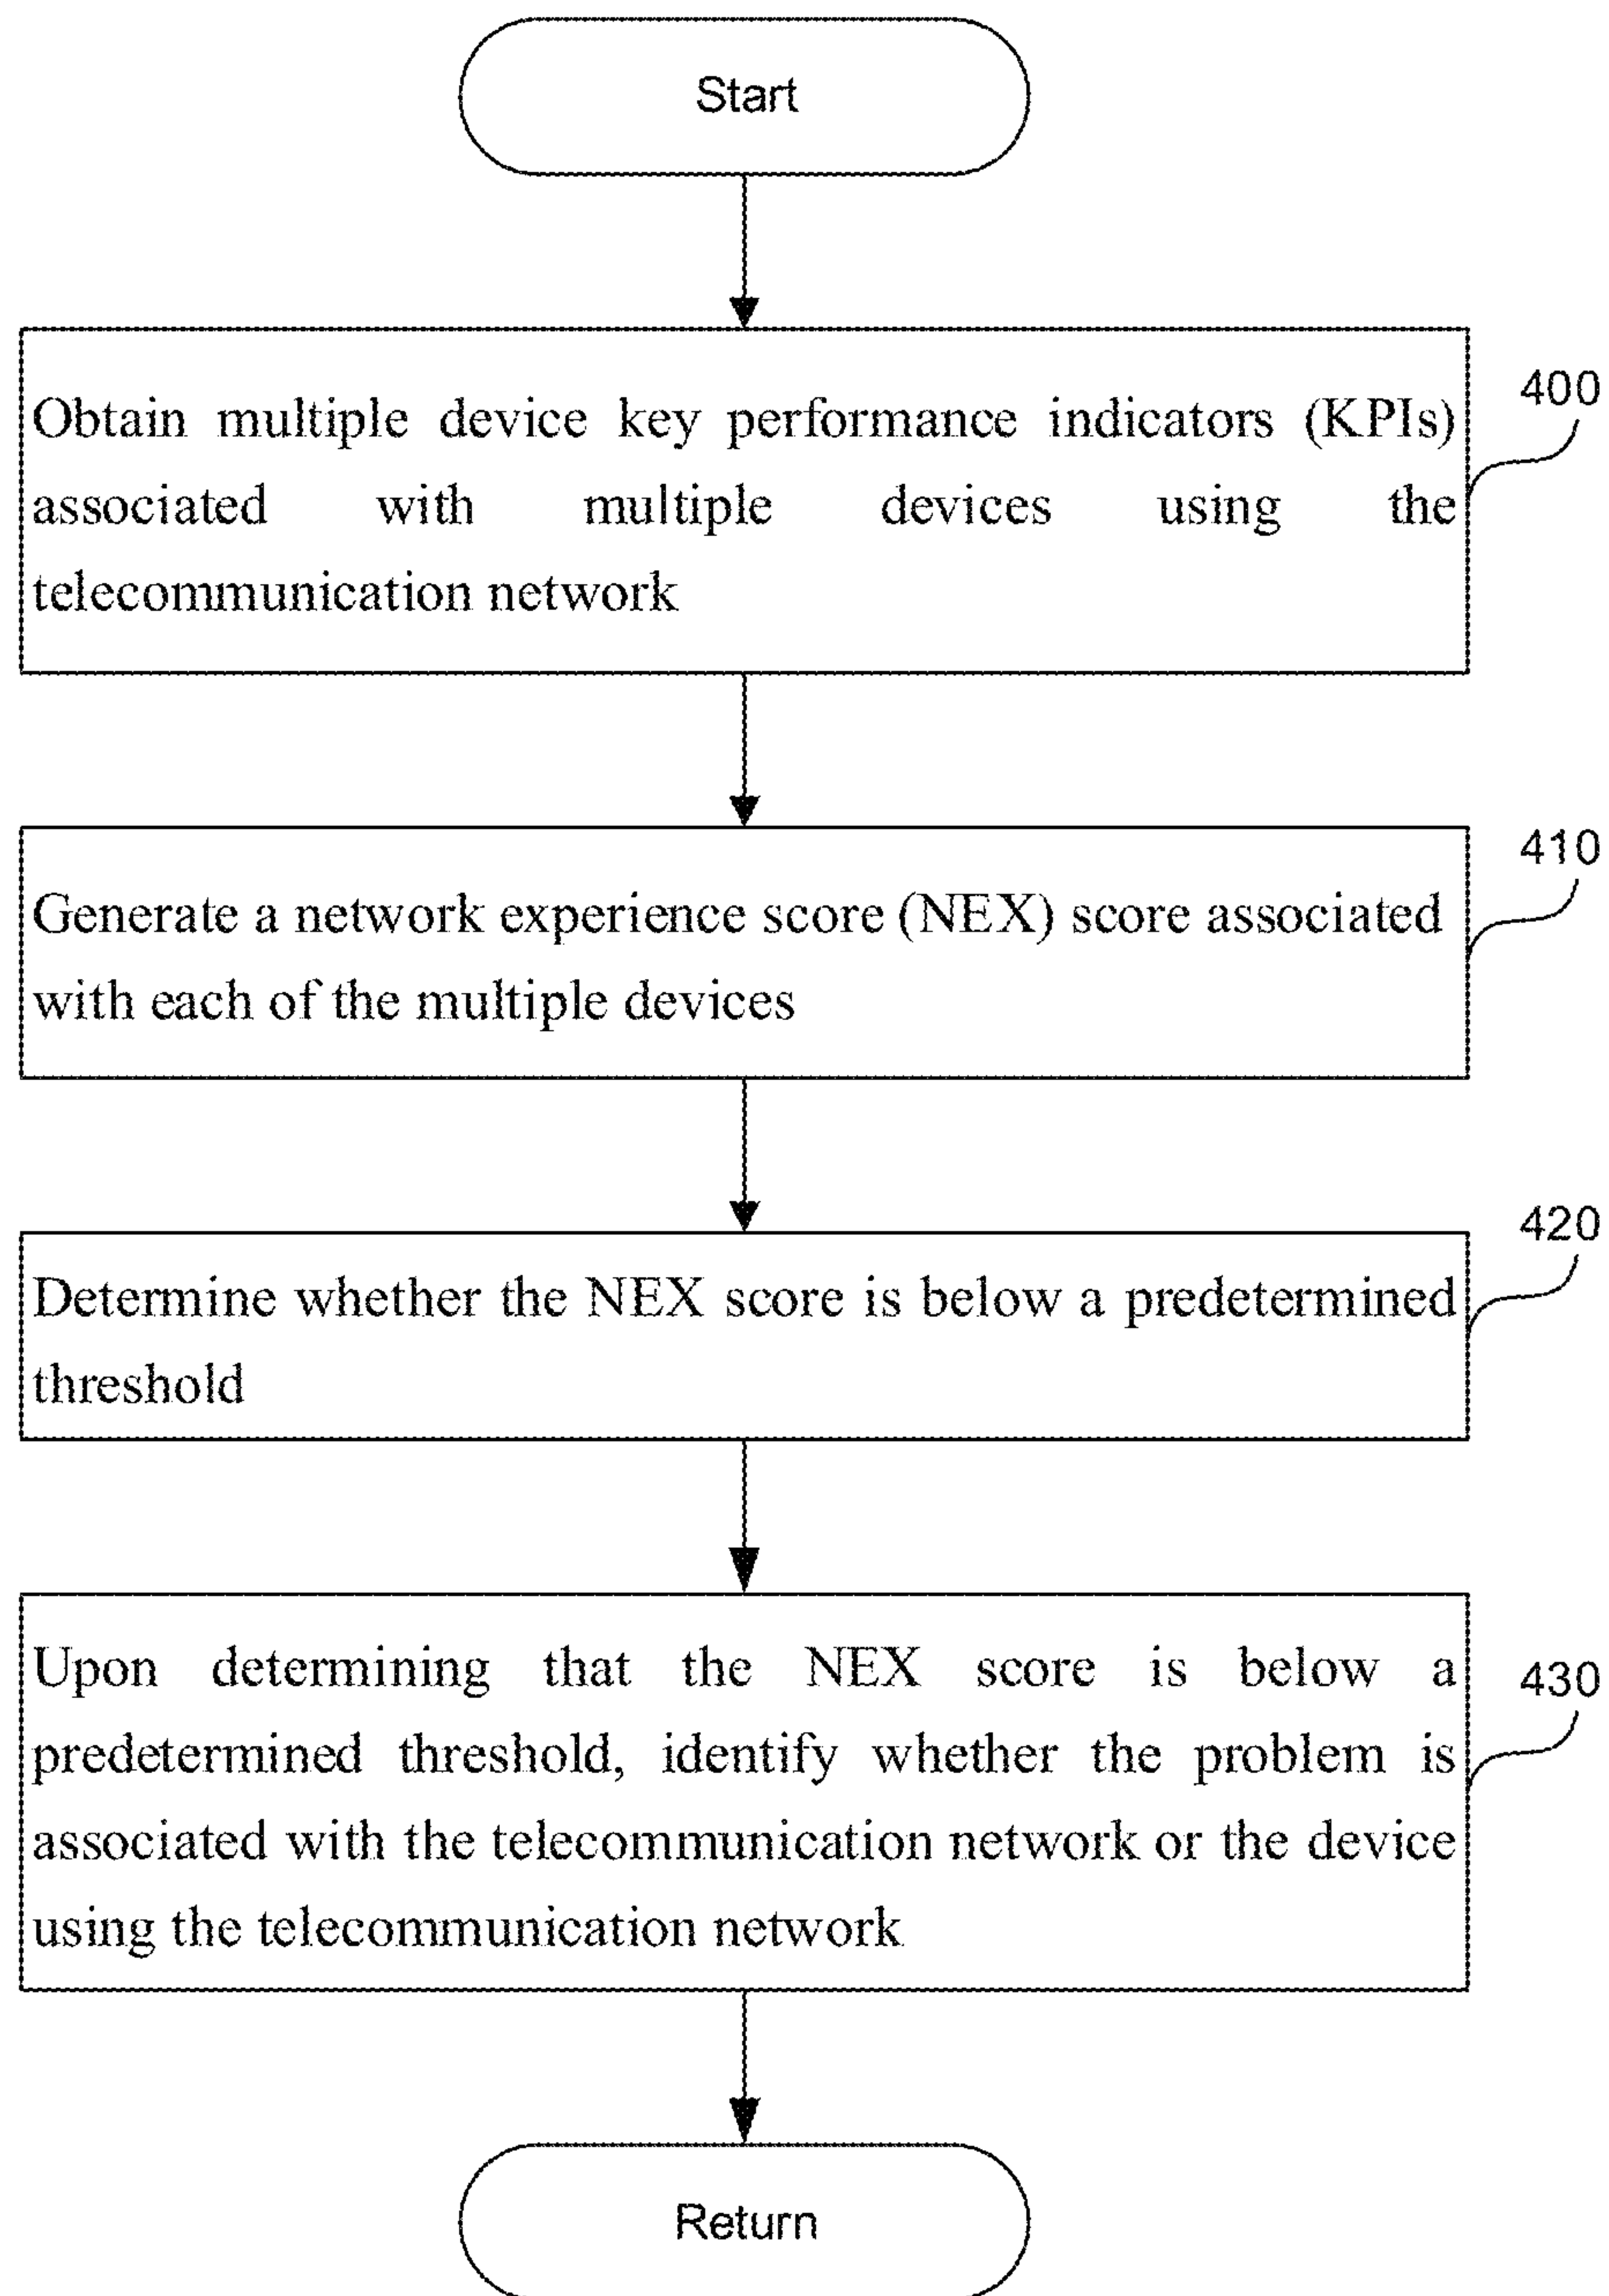 Start
400
Obtain multiple device key performance indicators (KPIs)
associated with multiple devices using the
telecommunication network
410
Generate a network experience score (NEX) score associated
with each of the multiple devices
420
Determine whether the NEX score is below a predetermined
threshold
430
Upon determining that the NEX score is below a
predetermined threshold, identify whether the problem is
associated with the telecommunication network or the device
using the telecommunication network
Return